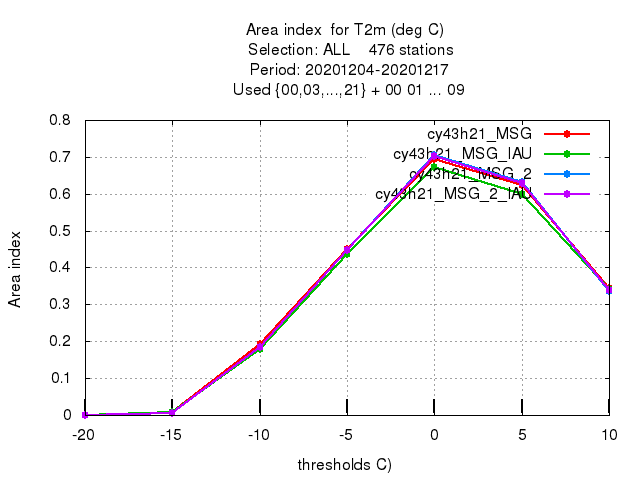 Area index  for T2m (deg C)
Selection: ALL    476 stations
Period: 20201204-20201217
Used {00,03,...,21} + 00 01 ... 09
0.8
0.7
0.6
0.5
0.4
0.3
0.2
0.1
0
Area index
cy43h21_MSG
cy43h21_MSG_IAU
cy43h21_MSG_2
cy43h21_MSG_2_IAU
-20 -15 -10 -5 0 5 10
thresholds C)